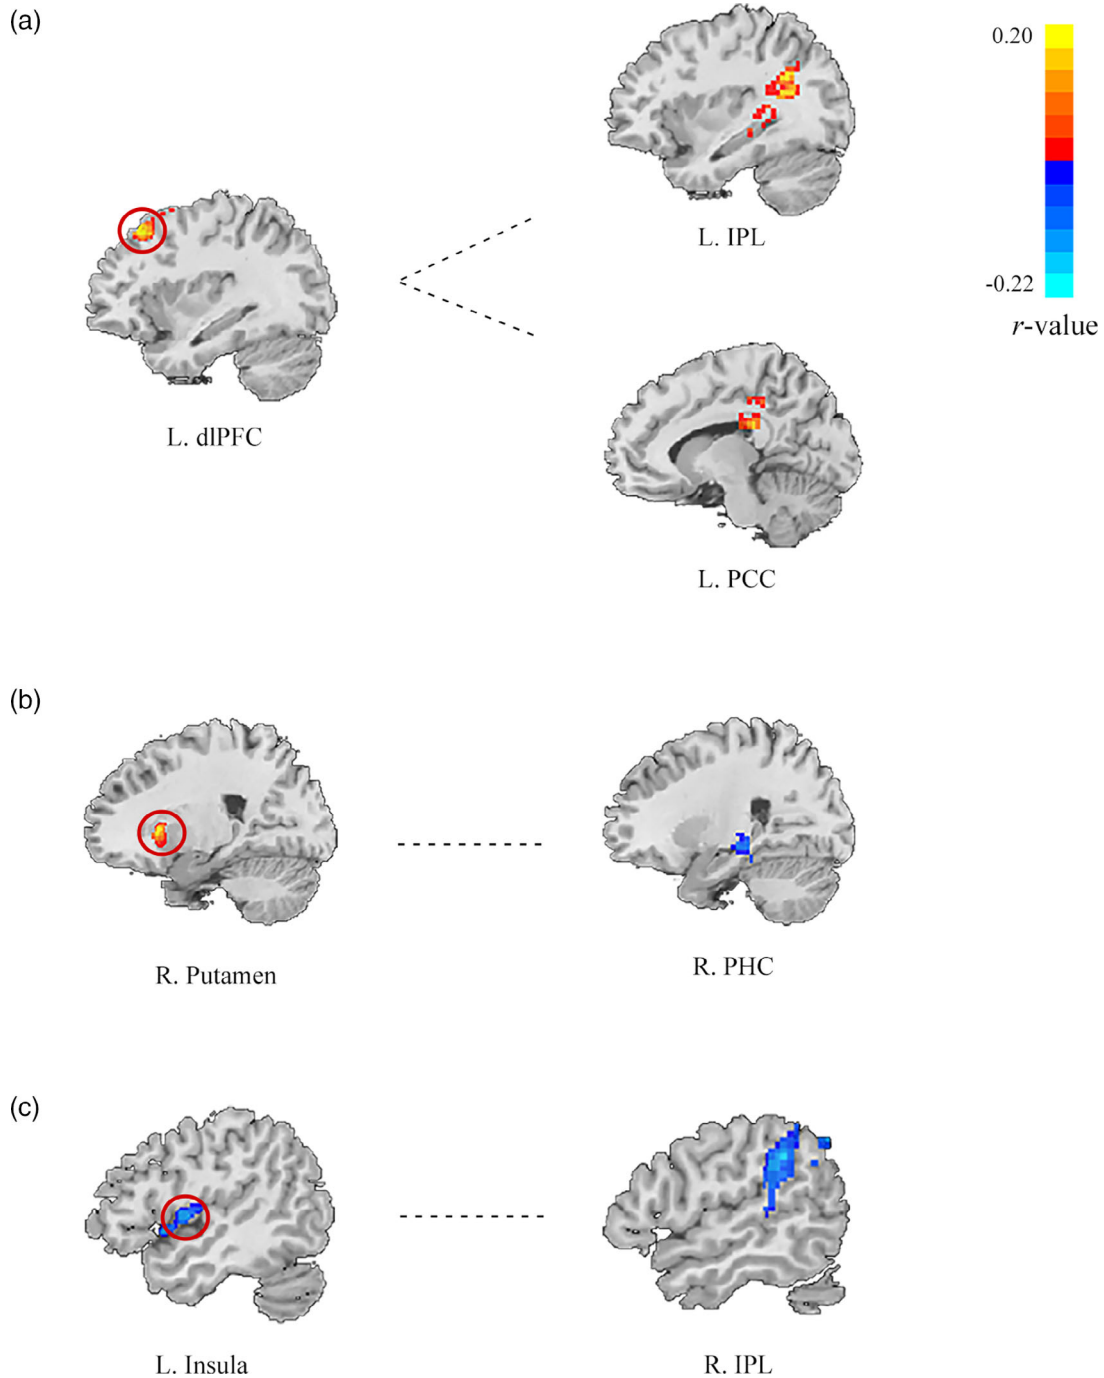 (a)
0.20
-0.22
r-value
L. IPL
L. dlPFC
L. PCC
(b)
R. Putamen
R. PHC
(c)
L. Insula
R. IPL